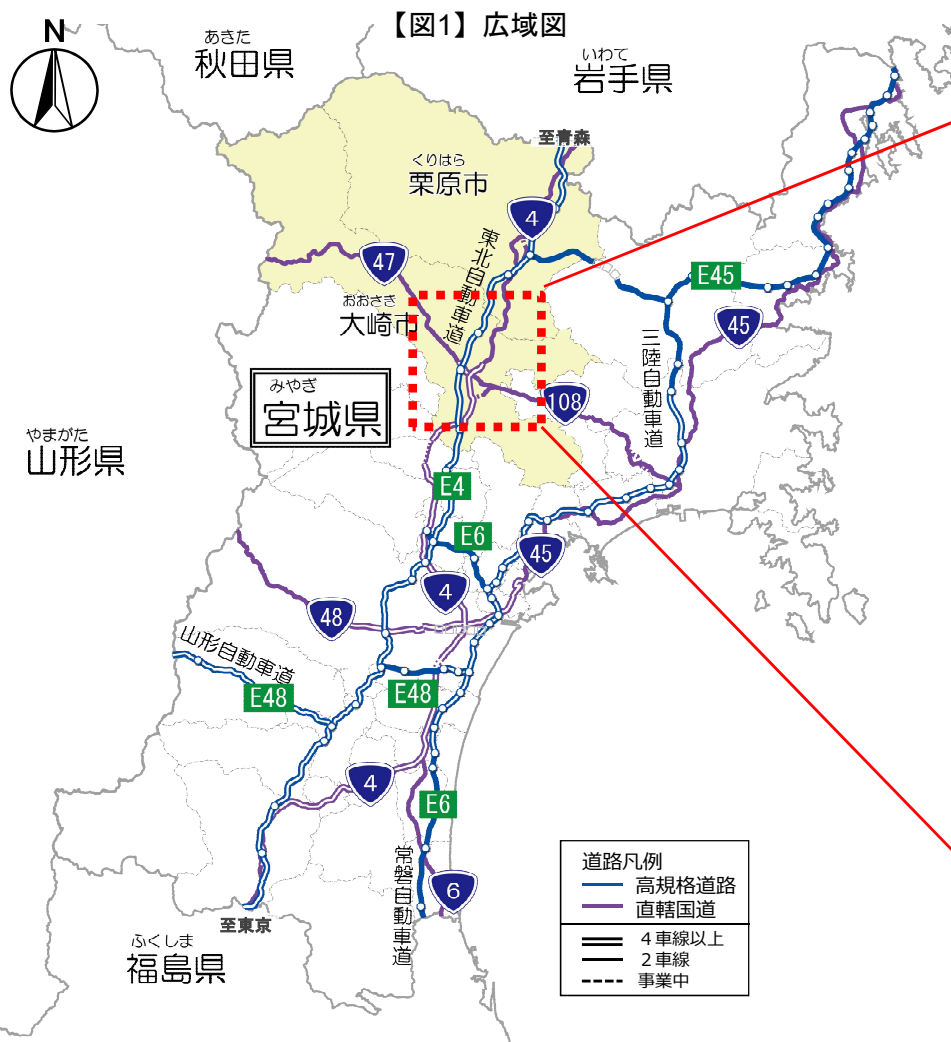 【図1】広域図
N
あきた
秋田県
いわて
岩手県
至青森
くりはら
栗原市
4
東北自動車道
47
おおさき
大崎市
E45
45
三陸自動車道
108
みやぎ
宮城県
やまがた
山形県
E4
E6
45
4
48
山形自動車道
E48
E48
4
E6
常磐自動車道
6
至東京
ふくしま
福島県
道路凡例
高規格道路
直轄国道
4車線以上
2車線
事業中